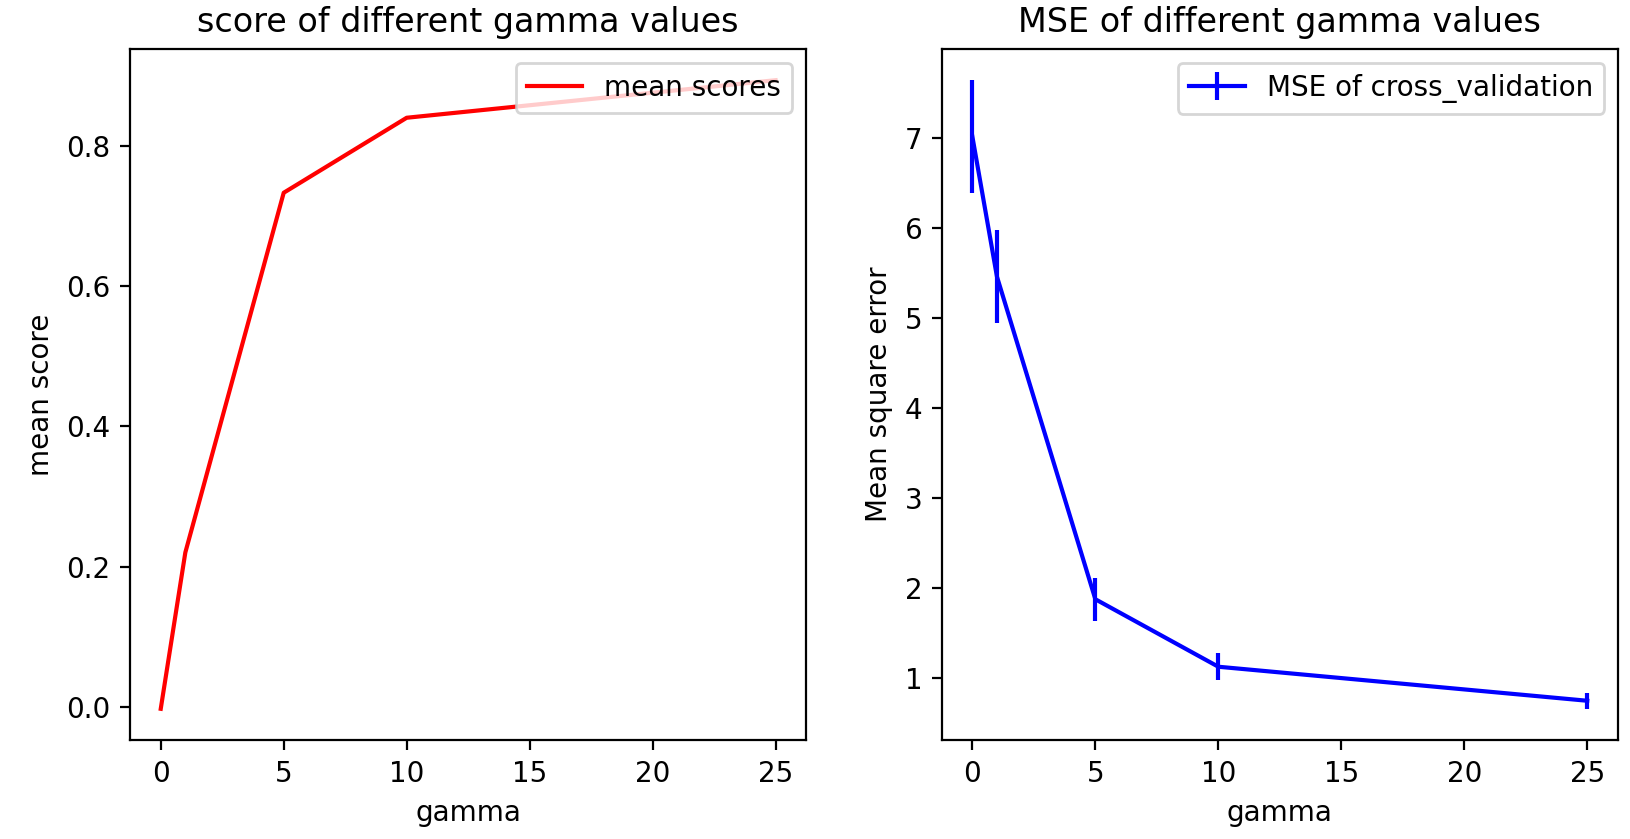 score of different gamma values
mean scores
0.8
0.6
0.4
0.2
0.0
mean score
0 5 10 15 20 25
gamma
MSE of different gamma values
MSE of cross_validation
7
6
5
4
3
2
1
Mean square error
0 5 10 15 20 25
gamma